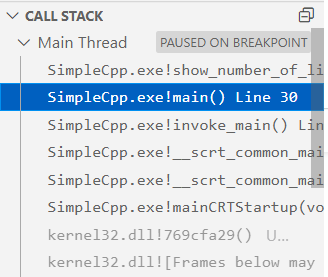 CALL STACK
Main Thread PAUSED ON BREAKPOINT
SimpleCpp.exe!show_number_of_li
SimpleCpp.exe!main() Line 30
SimpleCpp.exe!invoke_main() Lin
SimpleCpp.exe!__scrt_common_mai
SimpleCpp.exe!__scrt_common_mai
SimpleCpp.exe!mainCRTStartup(vo
kernel32.dll!769cfa29() U...
kernel32.dll![Frames below may